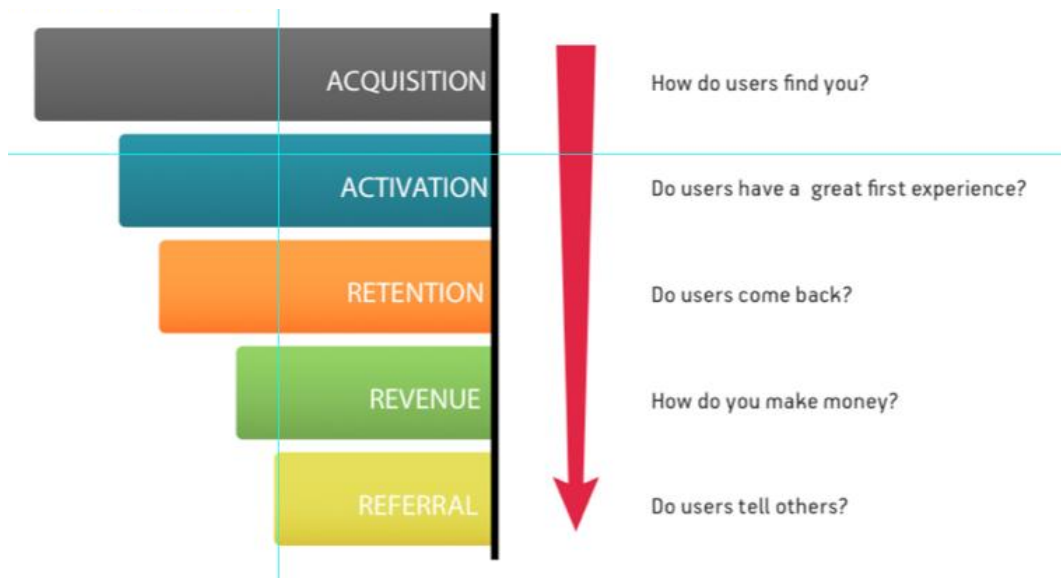 ACQUISITION How do users find you?
ACTIVATION Do users have a great first experience?
RETENTION Do users come back?
REVENUE How do you make money?
REFERRAL Do users tell others?